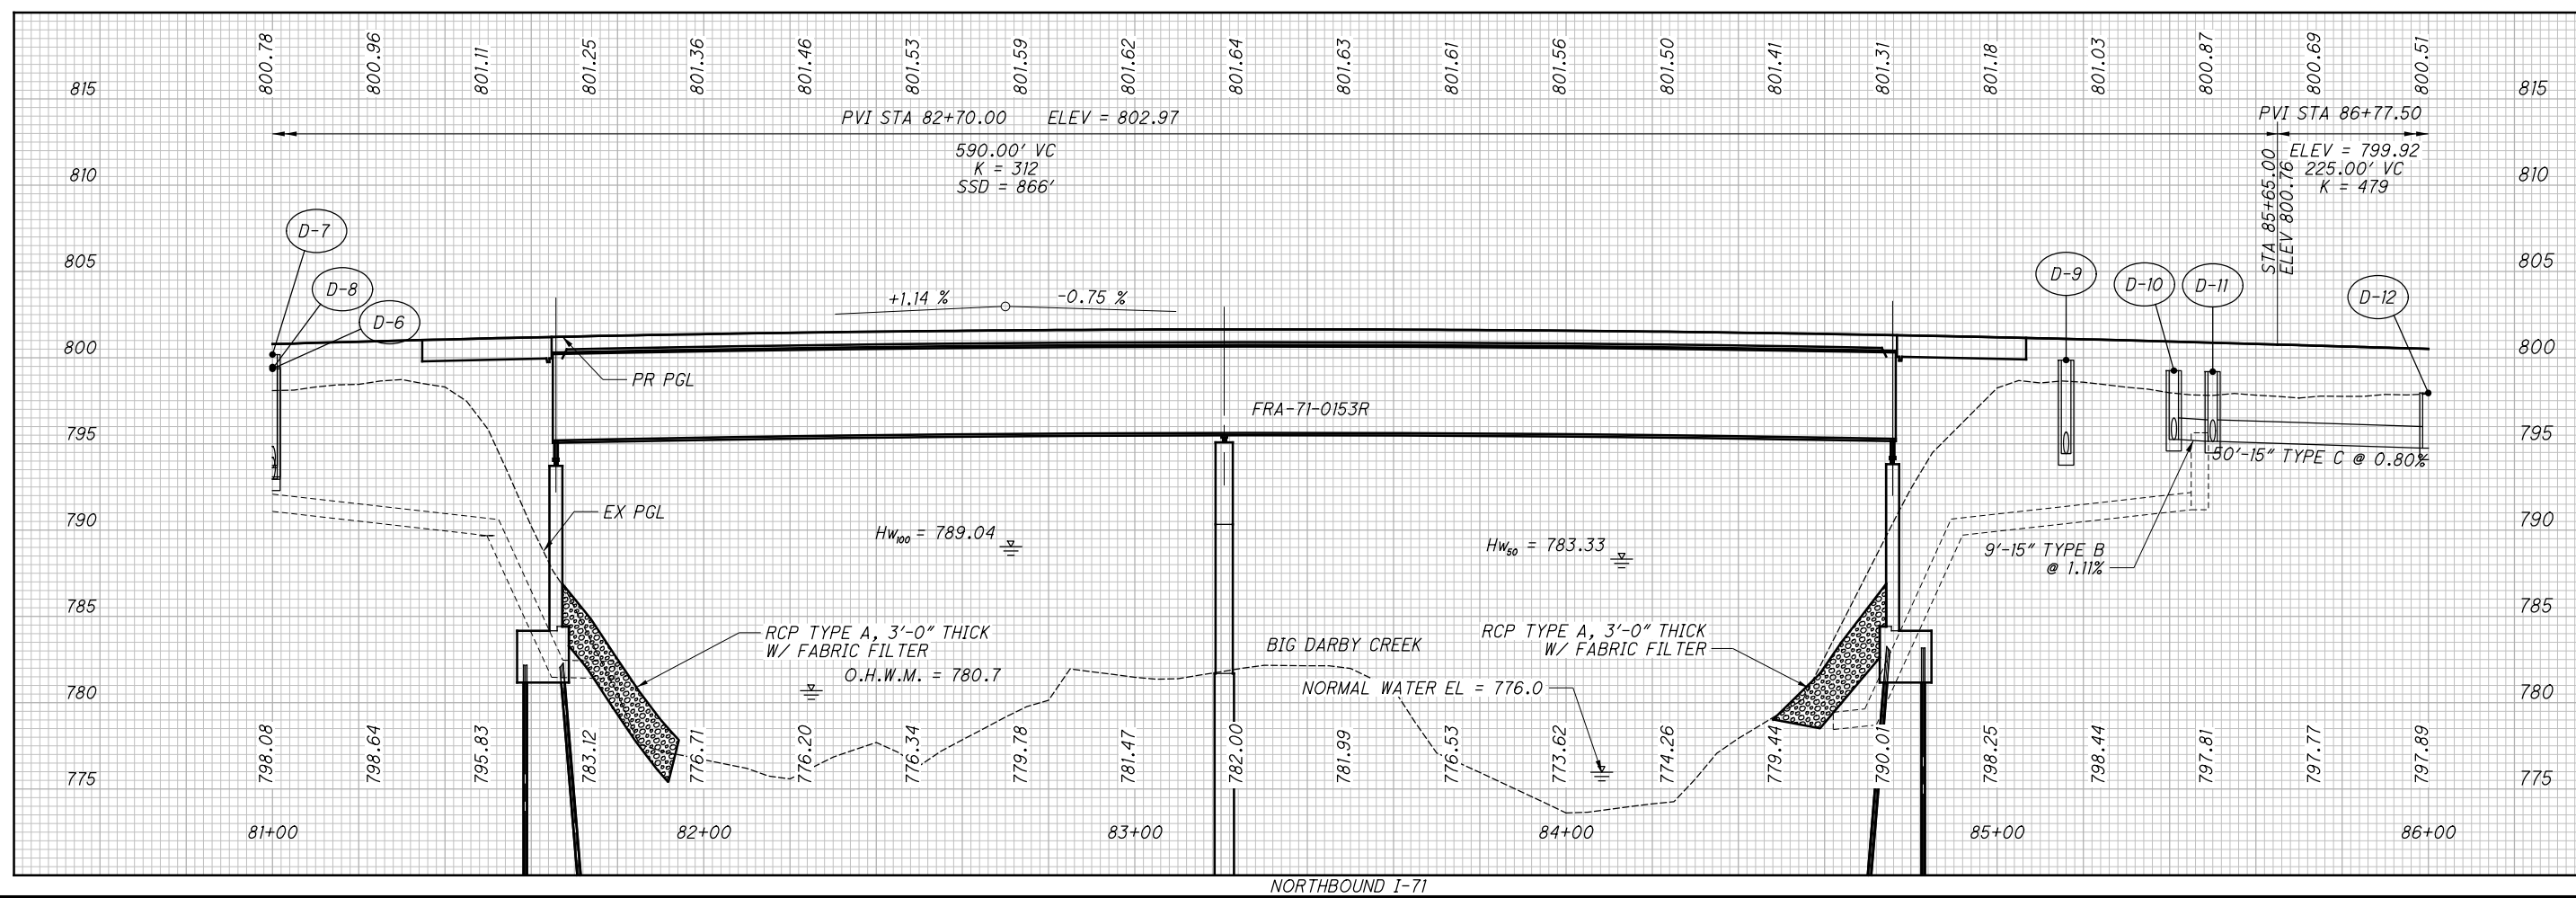 800.78 800.96 801.11 801.25 801.36 801.46 801.53 801.59 801.62 801.64 801.63 801.61 801.56 801.50 801.41 801.31 801.18 801.03 800.87 800.69 800.51
815 815
PVI STA 82+70.00 ELEV = 802.97
590.00' VC
K = 312
SSD = 866'
PVI STA 86+77.50
ELEV = 799.92
225.00' VC
K = 479
STA 85+65.00
ELEV 800.76
810 810
D-7
D-8
D-6
805 805
+1.14 % -0.75 %
D-9
D-10
D-11
D-12
800 800
PR PGL
FRA-71-0153R
795 795
50'-15" TYPE C @ 0.80%
EX PGL
790 790
Hw100 = 789.04
Hw50 = 783.33
9'-15" TYPE B
@ 1.11%
785 785
RCP TYPE A, 3'-0" THICK
W/ FABRIC FILTER
O.H.W.M. = 780.7
BIG DARBY CREEK
RCP TYPE A, 3'-0" THICK
W/ FABRIC FILTER
NORMAL WATER EL = 776.0
780 780
798.08 798.64 795.83 783.12 776.71 776.20 776.34 779.78 781.47 782.00 781.99 776.53 773.62 774.26 779.44 790.01 798.25 798.44 797.81 797.77 797.89
775 775
81+00 82+00 83+00 84+00 85+00 86+00
NORTHBOUND I-71